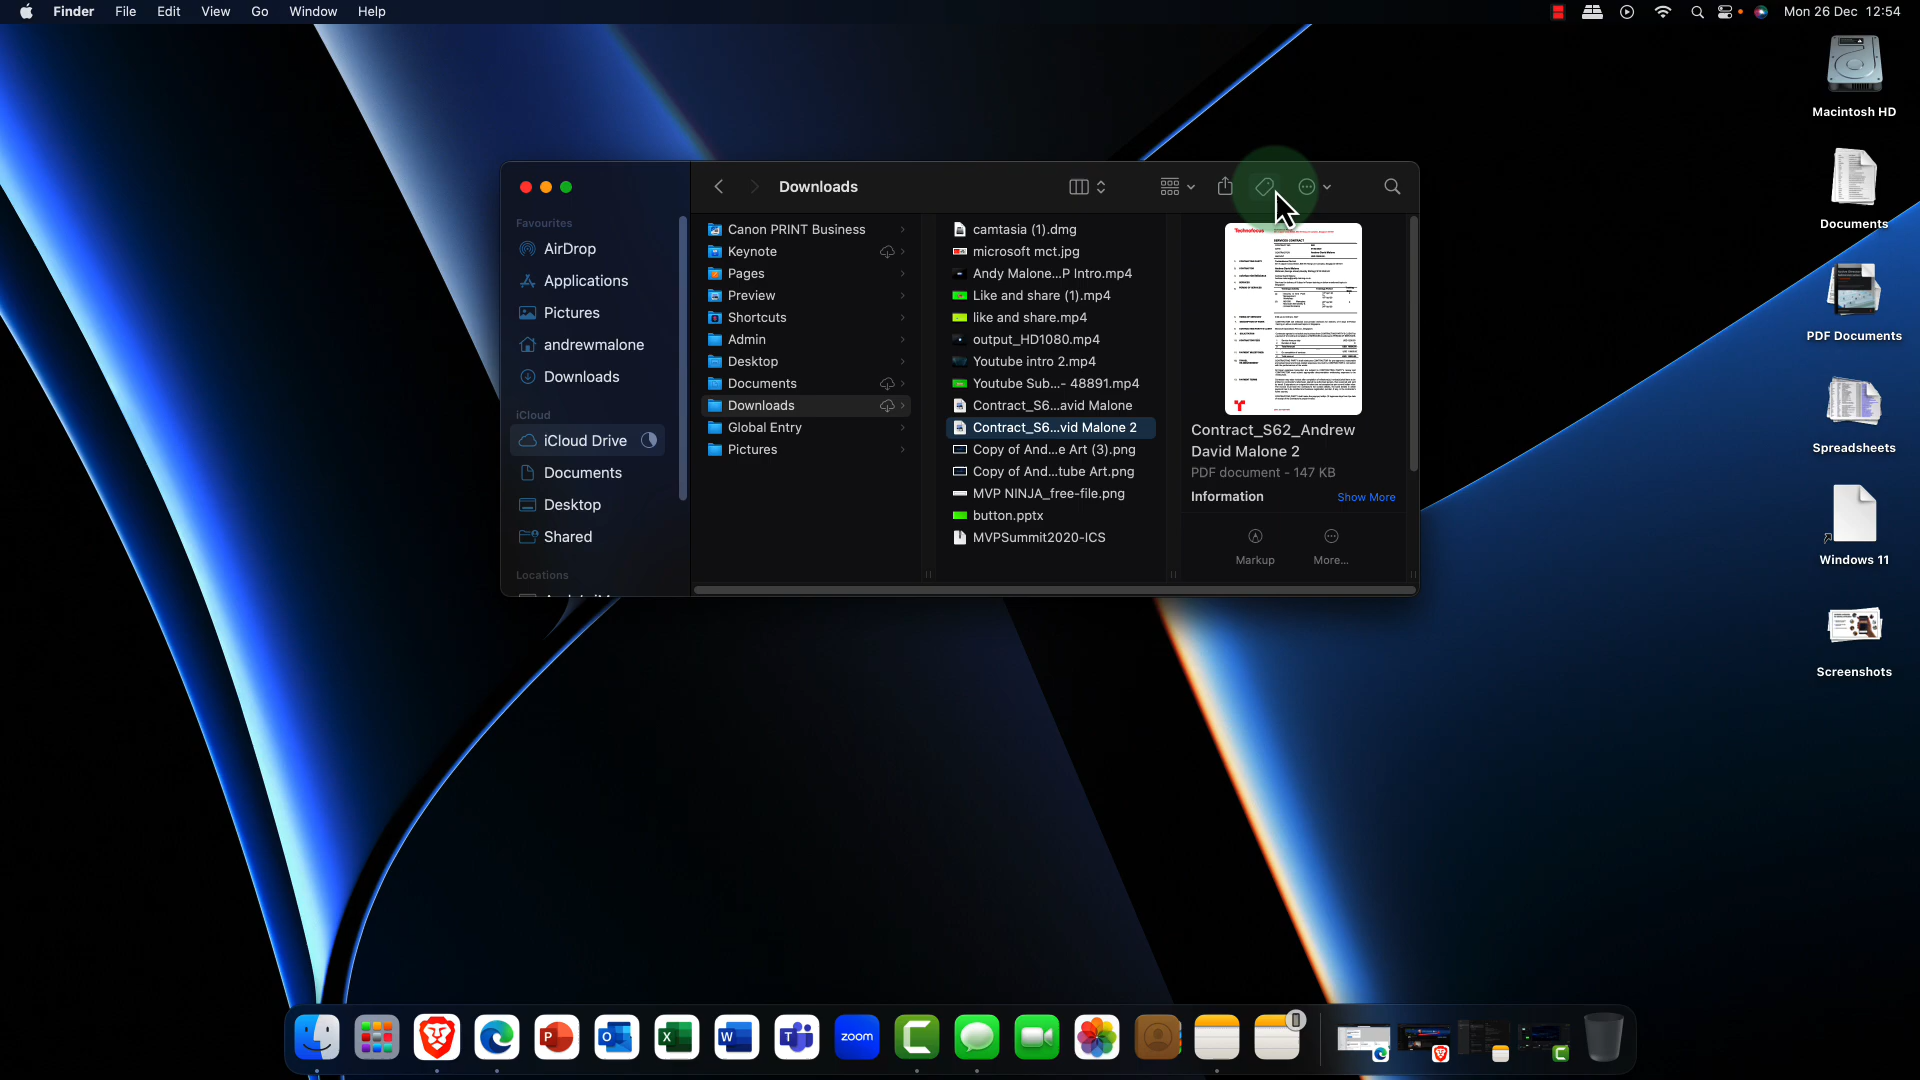 Finder File Edit View Go Window Help
Mon 26 Dec 12:54
Macintosh HD
Documents
PDF Documents
Spreadsheets
Windows 11
Screenshots
Downloads
Favourites
AirDrop
Applications
Pictures
andrewmalone
Downloads
iCloud
iCloud Drive
Documents
Desktop
Shared
Locations
Canon PRINT Business
Keynote
Pages
Preview
Shortcuts
Admin
Desktop
Documents
Downloads
Global Entry
Pictures
camtasia (1).dmg
microsoft mct.jpg
Andy Malone...P Intro.mp4
Like and share (1).mp4
like and share.mp4
output_HD1080.mp4
Youtube intro 2.mp4
Youtube Sub...- 48891.mp4
Contract_S6...avid Malone
Contract_S6...vid Malone 2
Copy of And...e Art (3).png
Copy of And...tube Art.png
MVP NINJA_free-file.png
button.pptx
MVPSummit2020-ICS
Technofocus
SERVICES CONTRACT
Contract_S62_Andrew
David Malone 2
PDF document - 147 KB
Information Show More
Markup More...
zoom